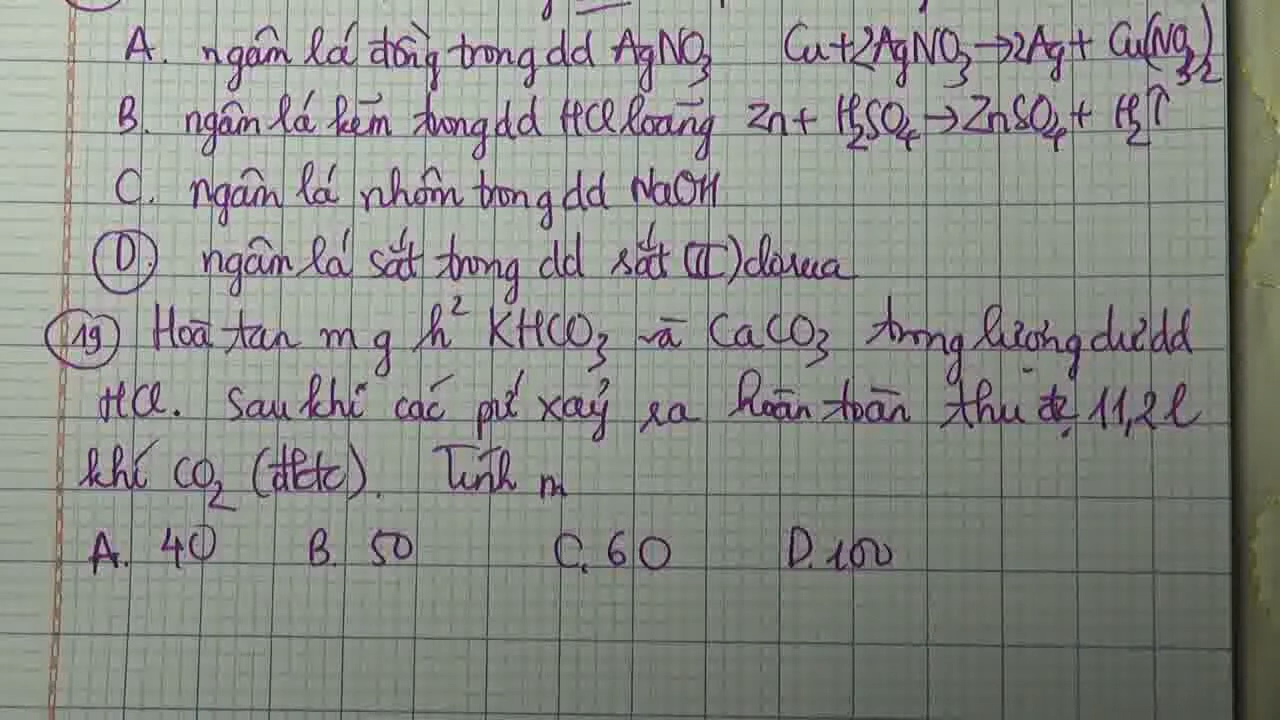 A. ngâm lá đồng trong dd AgNO3 Cu+2AgNO3→2Ag+ Cu(NO3)2
B. ngâm lá kẽm trong dd HCl loãng Zn+ H2SO4→ZnSO4+ H2↑
C. ngâm lá nhôm trong dd NaOH
D. ngâm lá sắt trong dd sắt (II) clorua
19 Hoà tan m g h² KHCO3 và CaCO3 trong lượng dư dd
HCl. Sau khi các pứ xảy ra hoàn toàn thu đc 11,2l
khí CO2 (đktc). Tính m
A. 40 B. 50 C. 60 D. 100